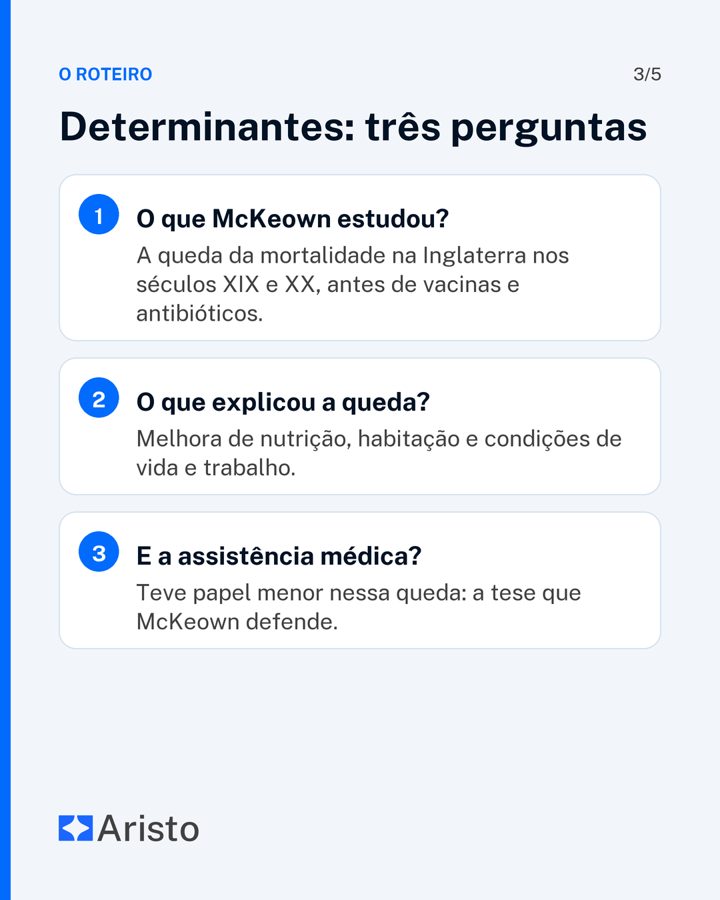 O ROTEIRO
3/5
Determinantes: três perguntas
1
O que McKeown estudou?
A queda da mortalidade na Inglaterra nos
séculos XIX e XX, antes de vacinas e
antibióticos.
2
O que explicou a queda?
Melhora de nutrição, habitação e condições de
vida e trabalho.
3
E a assistência médica?
Teve papel menor nessa queda: a tese que
McKeown defende.
Aristo